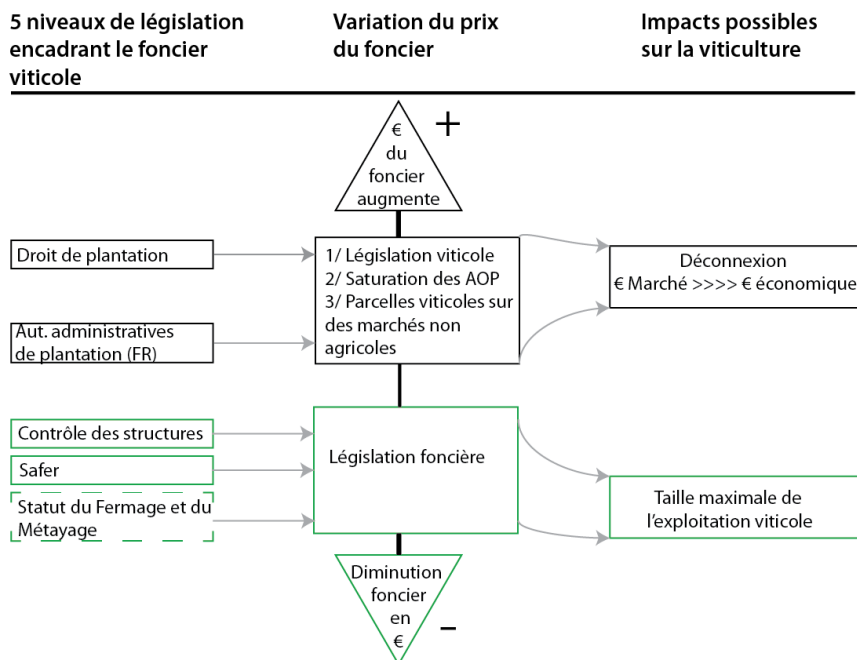 5 niveaux de législation
encadrant le foncier
viticole
Variation du prix
du foncier
Impacts possibles
sur la viticulture
€
du
foncier
augmente
+
Droit de plantation
Aut. administratives
de plantation (FR)
1/ Législation viticole
2/ Saturation des AOP
3/ Parcelles viticoles sur
des marchés non
agricoles
Déconnexion
€ Marché >>>> € économique
Contrôle des structures
Safer
Statut du Fermage et du
Métayage
Législation foncière
Taille maximale de
l'exploitation viticole
Diminution
foncier
en
€
-